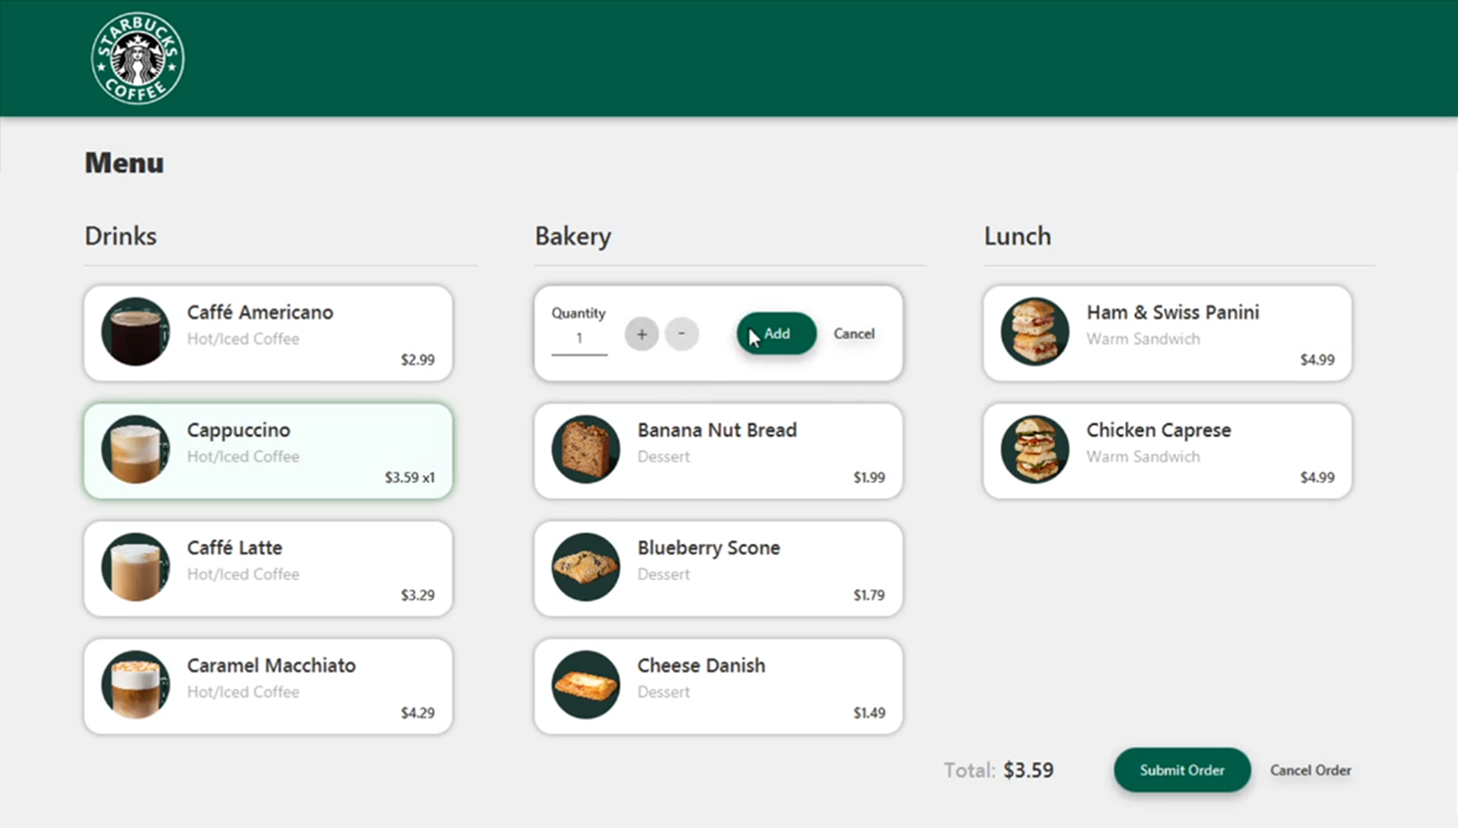 STARBUCKS
COFFEE
Menu
Drinks
Caffé Americano
Hot/Iced Coffee
$2.99
Cappuccino
Hot/Iced Coffee
$3.59 x1
Caffé Latte
Hot/Iced Coffee
$3.29
Caramel Macchiato
Hot/Iced Coffee
$4.29
Bakery
Quantity
1
+ -
Add
Cancel
Banana Nut Bread
Dessert
$1.99
Blueberry Scone
Dessert
$1.79
Cheese Danish
Dessert
$1.49
Lunch
Ham & Swiss Panini
Warm Sandwich
$4.99
Chicken Caprese
Warm Sandwich
$4.99
Total: $3.59
Submit Order
Cancel Order